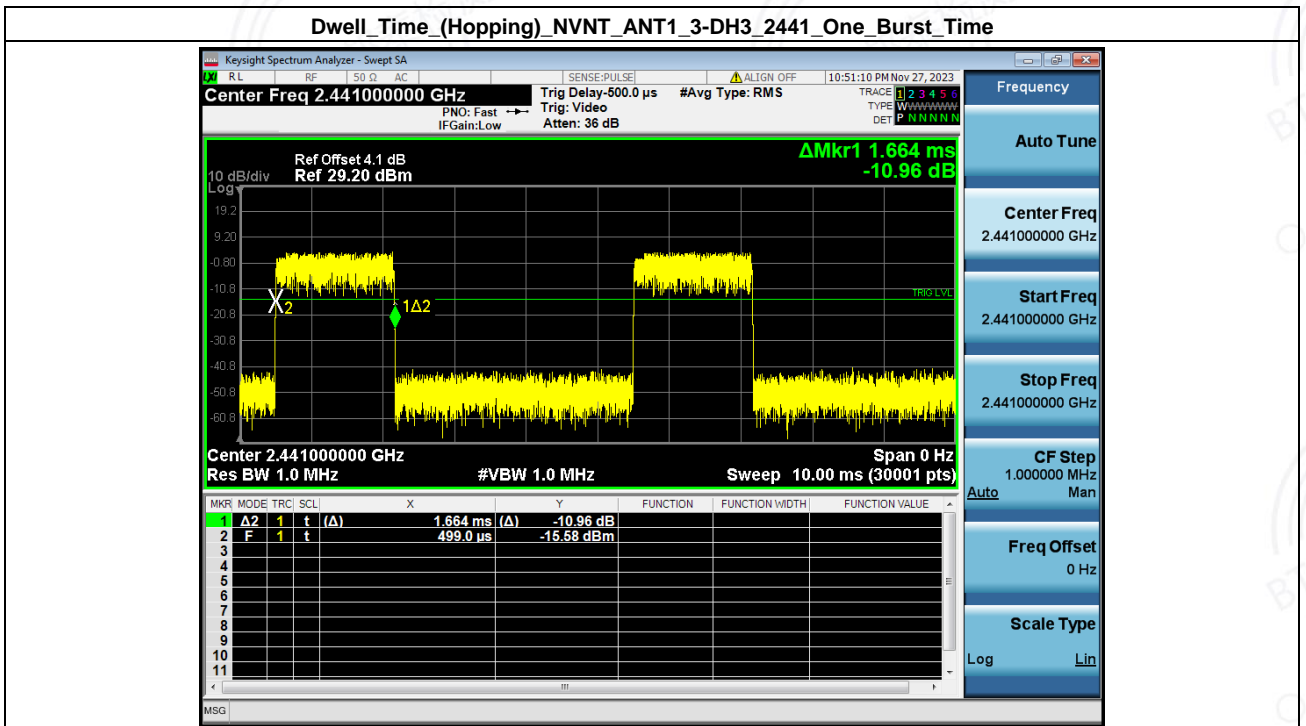 Dwell_Time_(Hopping)_NVNT_ANT1_3-DH3_2441_One_Burst_Time
Keysight Spectrum Analyzer - Swept SA
LXI RL RF 50 Ω AC SENSE:PULSE ALIGN OFF 10:51:10 PM Nov 27, 2023
Center Freq 2.441000000 GHz
PNO: Fast
IFGain:Low
Trig Delay-500.0 µs
Trig: Video
Atten: 36 dB
#Avg Type: RMS
TRACE 1 2 3 4 5 6
TYPE WWWWWW
DET P N N N N N
Frequency
Auto Tune
Center Freq
2.441000000 GHz
Start Freq
2.441000000 GHz
Stop Freq
2.441000000 GHz
CF Step
1.000000 MHz
Auto Man
Freq Offset
0 Hz
Scale Type
Log Lin
ΔMkr1 1.664 ms
-10.96 dB
Ref Offset 4.1 dB
10 dB/div Ref 29.20 dBm
Log
19.2
9.20
-0.80
-10.8
-20.8
-30.8
-40.8
-50.8
-60.8
2
1Δ2
TRIG LVL
Center 2.441000000 GHz Span 0 Hz
Res BW 1.0 MHz #VBW 1.0 MHz Sweep 10.00 ms (30001 pts)
MKR MODE TRC SCL X Y FUNCTION FUNCTION WIDTH FUNCTION VALUE
1 Δ2 1 t (Δ) 1.664 ms (Δ) -10.96 dB
2 F 1 t 499.0 µs -15.58 dBm
3
4
5
6
7
8
9
10
11
MSG